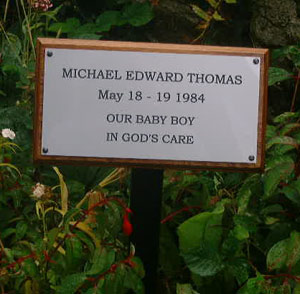 MICHAEL EDWARD THOMAS
May 18 - 19 1984
OUR BABY BOY
IN GOD'S CARE